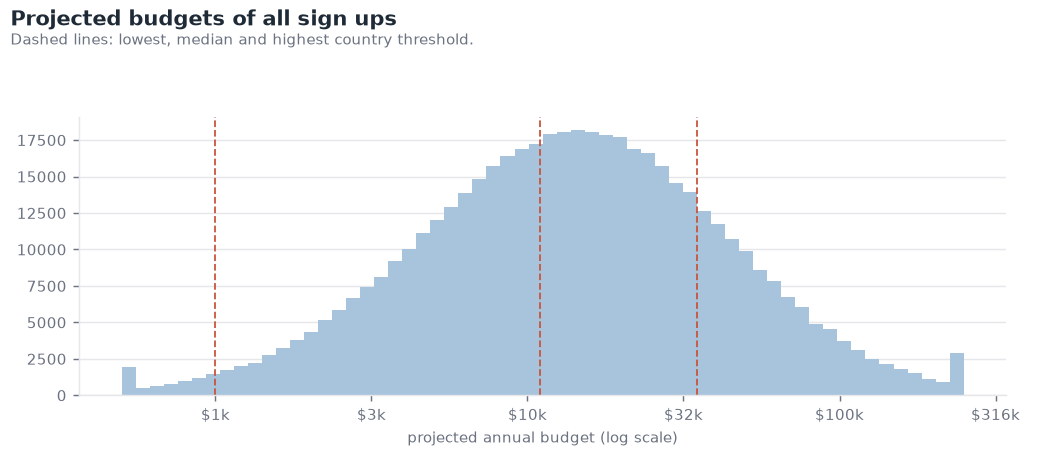 Projected budgets of all sign ups
Dashed lines: lowest, median and highest country threshold.
17500
15000
12500
10000
7500
5000
2500
0
$1k
$3k
$10k
$32k
$100k
$316k
projected annual budget (log scale)